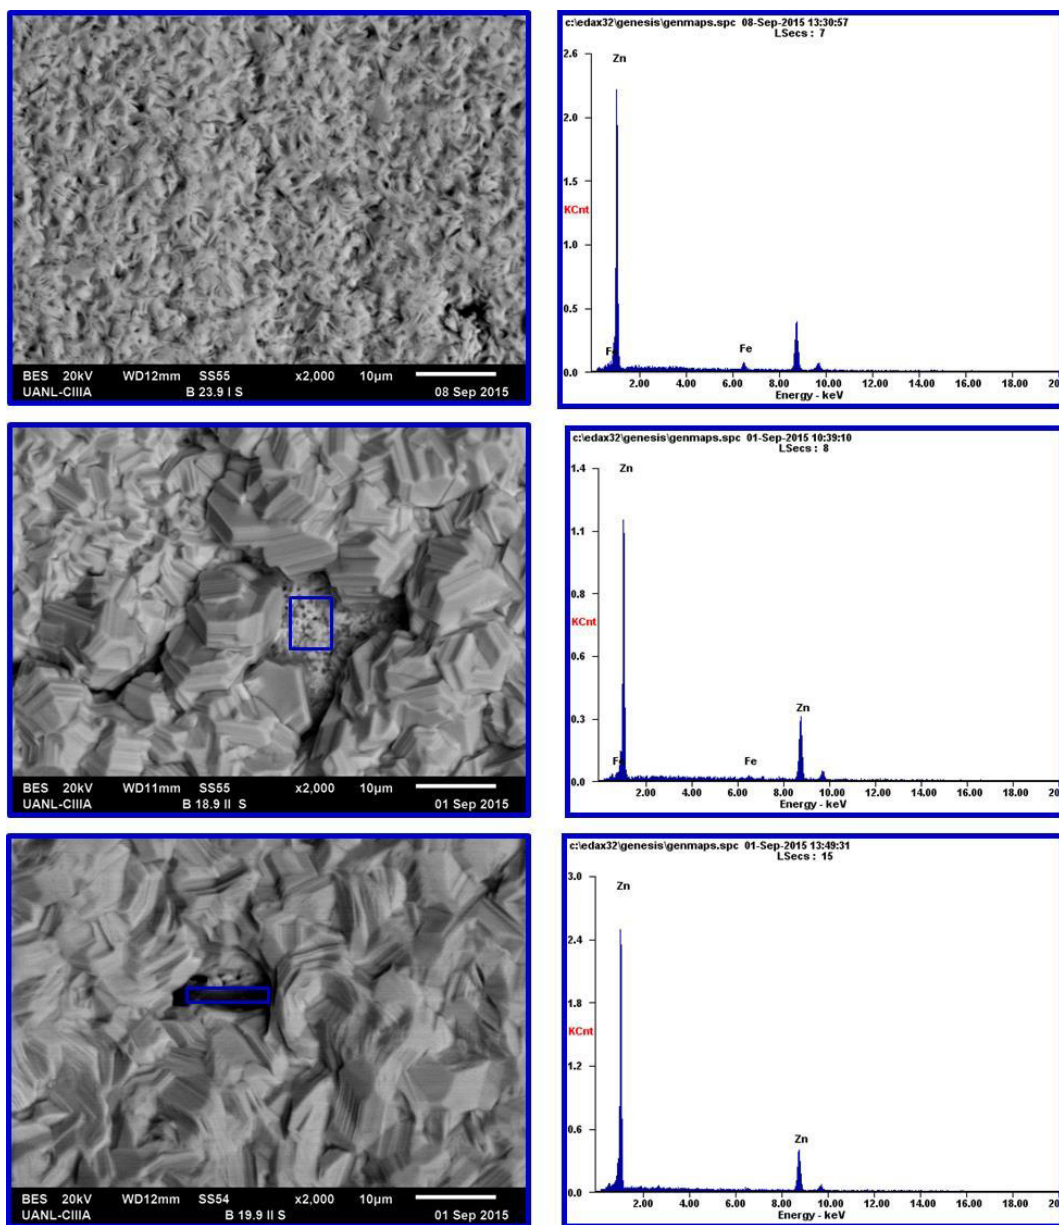 BES 20kV WD12mm SS55 x2,000 10µm
UANL-CIIIA B 23.9 I S 08 Sep 2015
c:\edax32\genesis\genmaps.spc 08-Sep-2015 13:30:57
LSecs : 7
2.6
Zn
2.0
1.5
KCnt
1.0
0.5
Fe
0.0
2.00 4.00 6.00 8.00 10.00 12.00 14.00 16.00 18.00 20
Energy - keV
BES 20kV WD11mm SS55 x2,000 10µm
UANL-CIIIA B 18.9 II S 01 Sep 2015
c:\edax32\genesis\genmaps.spc 01-Sep-2015 10:39:10
LSecs : 8
1.4
Zn
1.1
0.8
KCnt
0.6
0.3
Zn
Fe
0.0
2.00 4.00 6.00 8.00 10.00 12.00 14.00 16.00 18.00 20
Energy - keV
BES 20kV WD12mm SS54 x2,000 10µm
UANL-CIIIA B 19.9 II S 01 Sep 2015
c:\edax32\genesis\genmaps.spc 01-Sep-2015 13:49:31
LSecs : 15
3.0
Zn
2.4
1.8
KCnt
1.2
0.6
Zn
0.0
2.00 4.00 6.00 8.00 10.00 12.00 14.00 16.00 18.00 20
Energy - keV